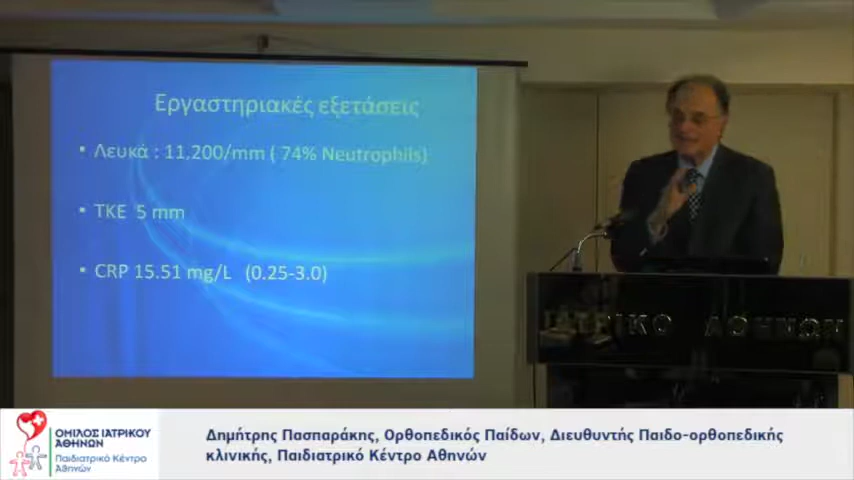 Εργαστηριακές εξετάσεις
• Λευκά : 11,200/mm ( 74% Neutrophils)
• ΤΚΕ 5 mm
• CRP 15.51 mg/L (0.25-3.0)
ΙΑΤΡΙΚΟ ΑΘΗΝΩΝ
ΟΜΙΛΟΣ ΙΑΤΡΙΚΟΥ
ΑΘΗΝΩΝ
Παιδιατρικό Κέντρο
Αθηνών
Δημήτρης Πασπαράκης, Ορθοπεδικός Παίδων, Διευθυντής Παιδο-ορθοπεδικής
κλινικής, Παιδιατρικό Κέντρο Αθηνών